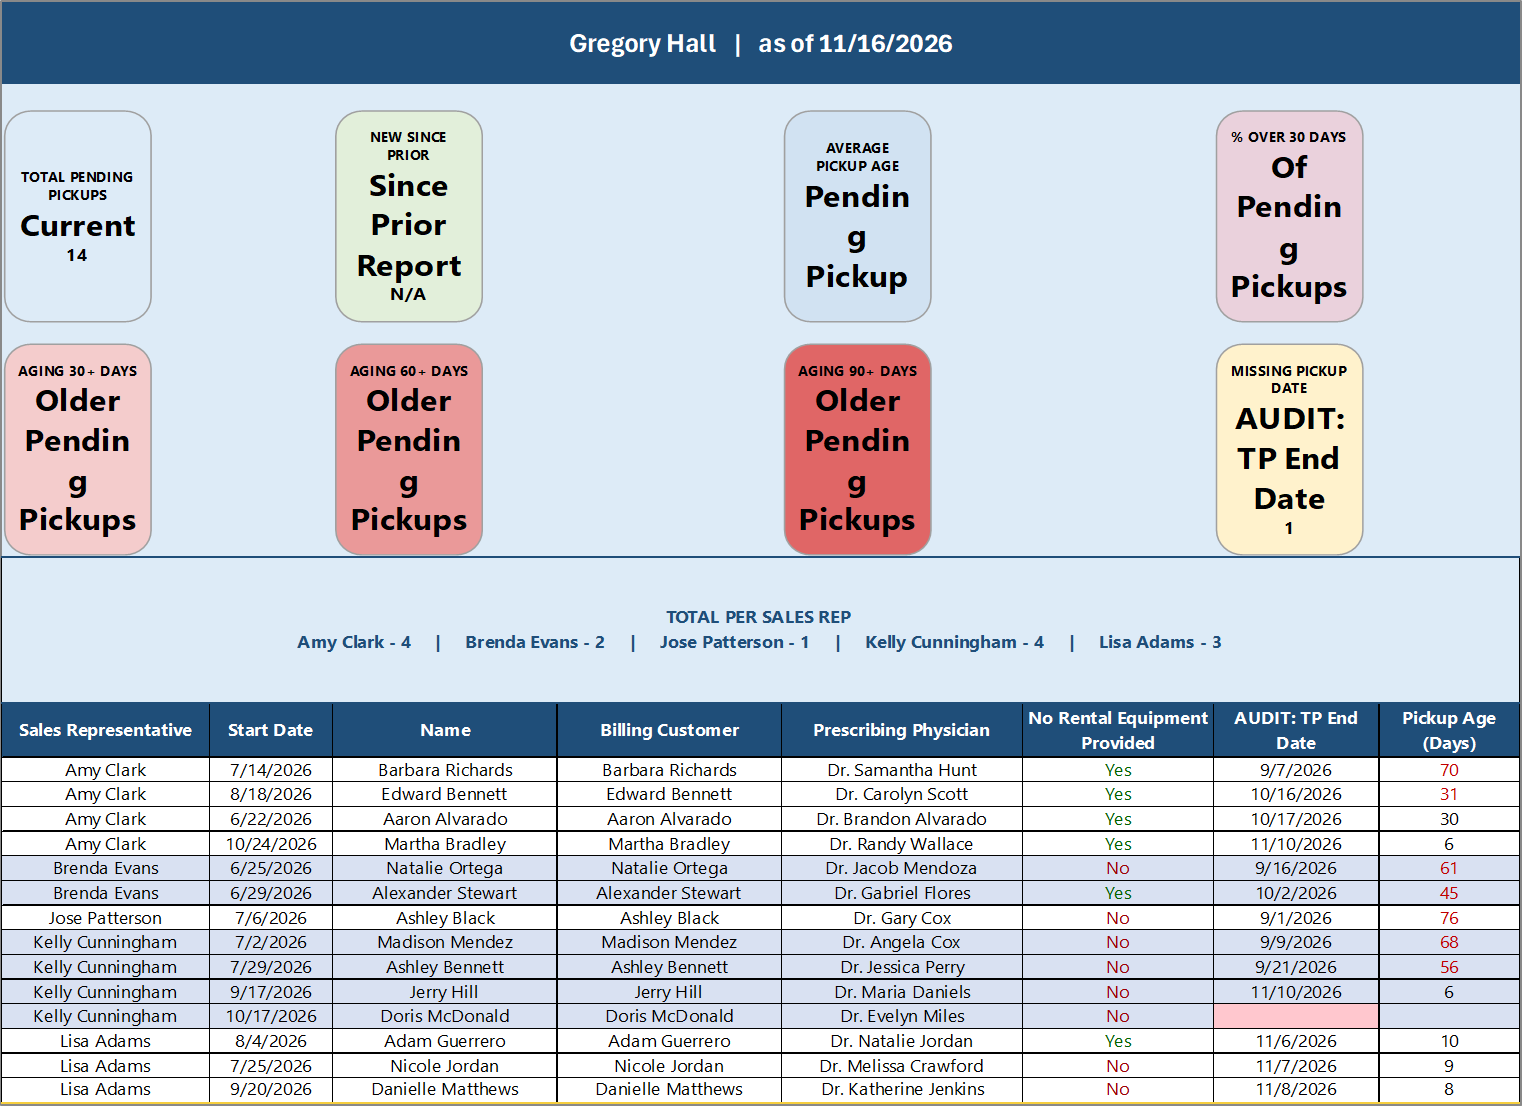 Gregory Hall | as of 11/16/2026
TOTAL PENDING
PICKUPS
Current
14
NEW SINCE
PRIOR
Since
Prior
Report
N/A
AVERAGE
PICKUP AGE
Pendin
g
Pickup
% OVER 30 DAYS
Of
Pendin
g
Pickups
AGING 30+ DAYS
Older
Pendin
g
Pickups
AGING 60+ DAYS
Older
Pendin
g
Pickups
AGING 90+ DAYS
Older
Pendin
g
Pickups
MISSING PICKUP
DATE
AUDIT:
TP End
Date
1
TOTAL PER SALES REP
Amy Clark - 4 | Brenda Evans - 2 | Jose Patterson - 1 | Kelly Cunningham - 4 | Lisa Adams - 3
Sales Representative Start Date Name Billing Customer Prescribing Physician No Rental Equipment Provided AUDIT: TP End Date Pickup Age (Days)
Amy Clark 7/14/2026 Barbara Richards Barbara Richards Dr. Samantha Hunt Yes 9/7/2026 70
Amy Clark 8/18/2026 Edward Bennett Edward Bennett Dr. Carolyn Scott Yes 10/16/2026 31
Amy Clark 6/22/2026 Aaron Alvarado Aaron Alvarado Dr. Brandon Alvarado Yes 10/17/2026 30
Amy Clark 10/24/2026 Martha Bradley Martha Bradley Dr. Randy Wallace Yes 11/10/2026 6
Brenda Evans 6/25/2026 Natalie Ortega Natalie Ortega Dr. Jacob Mendoza No 9/16/2026 61
Brenda Evans 6/29/2026 Alexander Stewart Alexander Stewart Dr. Gabriel Flores Yes 10/2/2026 45
Jose Patterson 7/6/2026 Ashley Black Ashley Black Dr. Gary Cox No 9/1/2026 76
Kelly Cunningham 7/2/2026 Madison Mendez Madison Mendez Dr. Angela Cox No 9/9/2026 68
Kelly Cunningham 7/29/2026 Ashley Bennett Ashley Bennett Dr. Jessica Perry No 9/21/2026 56
Kelly Cunningham 9/17/2026 Jerry Hill Jerry Hill Dr. Maria Daniels No 11/10/2026 6
Kelly Cunningham 10/17/2026 Doris McDonald Doris McDonald Dr. Evelyn Miles No
Lisa Adams 8/4/2026 Adam Guerrero Adam Guerrero Dr. Natalie Jordan Yes 11/6/2026 10
Lisa Adams 7/25/2026 Nicole Jordan Nicole Jordan Dr. Melissa Crawford No 11/7/2026 9
Lisa Adams 9/20/2026 Danielle Matthews Danielle Matthews Dr. Katherine Jenkins No 11/8/2026 8